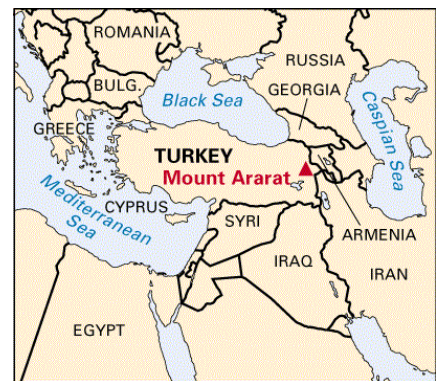 ROMANIA
RUSSIA
BULG.
Black Sea
GEORGIA
Caspian Sea
GREECE
TURKEY
Mount Ararat
Mediterranean
Sea
CYPRUS
SYRI
ARMENIA
IRAQ
IRAN
EGYPT